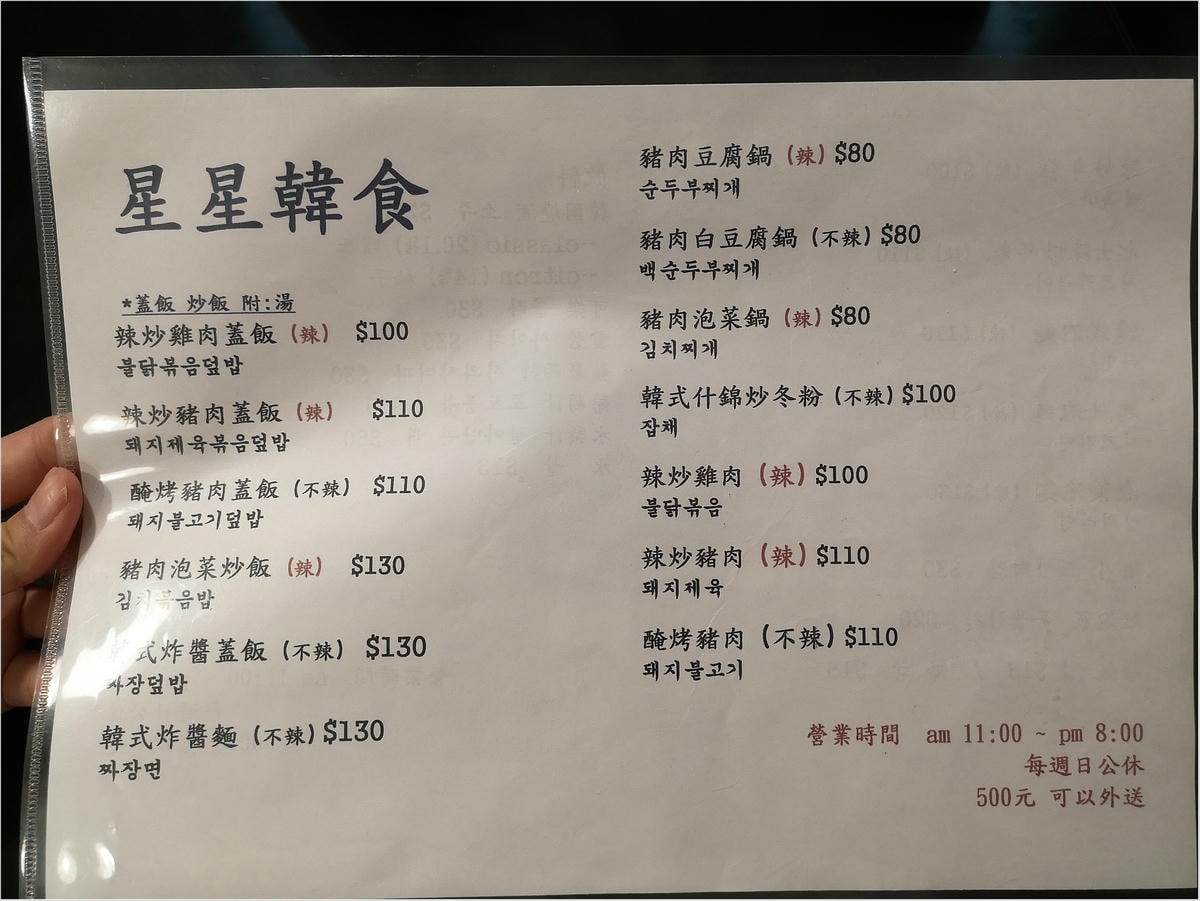 星星韓食
*蓋飯 炒飯 附:湯
辣炒雞肉蓋飯 (辣) $100
불닭볶음덮밥
辣炒豬肉蓋飯 (辣) $110
돼지제육볶음덮밥
醃烤豬肉蓋飯 (不辣) $110
돼지불고기덮밥
豬肉泡菜炒飯 (辣) $130
김치볶음밥
韓式炸醬蓋飯 (不辣) $130
짜장덮밥
韓式炸醬麵 (不辣) $130
짜장면
豬肉豆腐鍋 (辣) $80
순두부찌개
豬肉白豆腐鍋 (不辣) $80
백순두부찌개
豬肉泡菜鍋 (辣) $80
김치찌개
韓式什錦炒冬粉 (不辣) $100
잡채
辣炒雞肉 (辣) $100
불닭볶음
辣炒豬肉 (辣) $110
돼지제육
醃烤豬肉 (不辣) $110
돼지불고기
營業時間 am 11:00 ~ pm 8:00
每週日公休
500元 可以外送